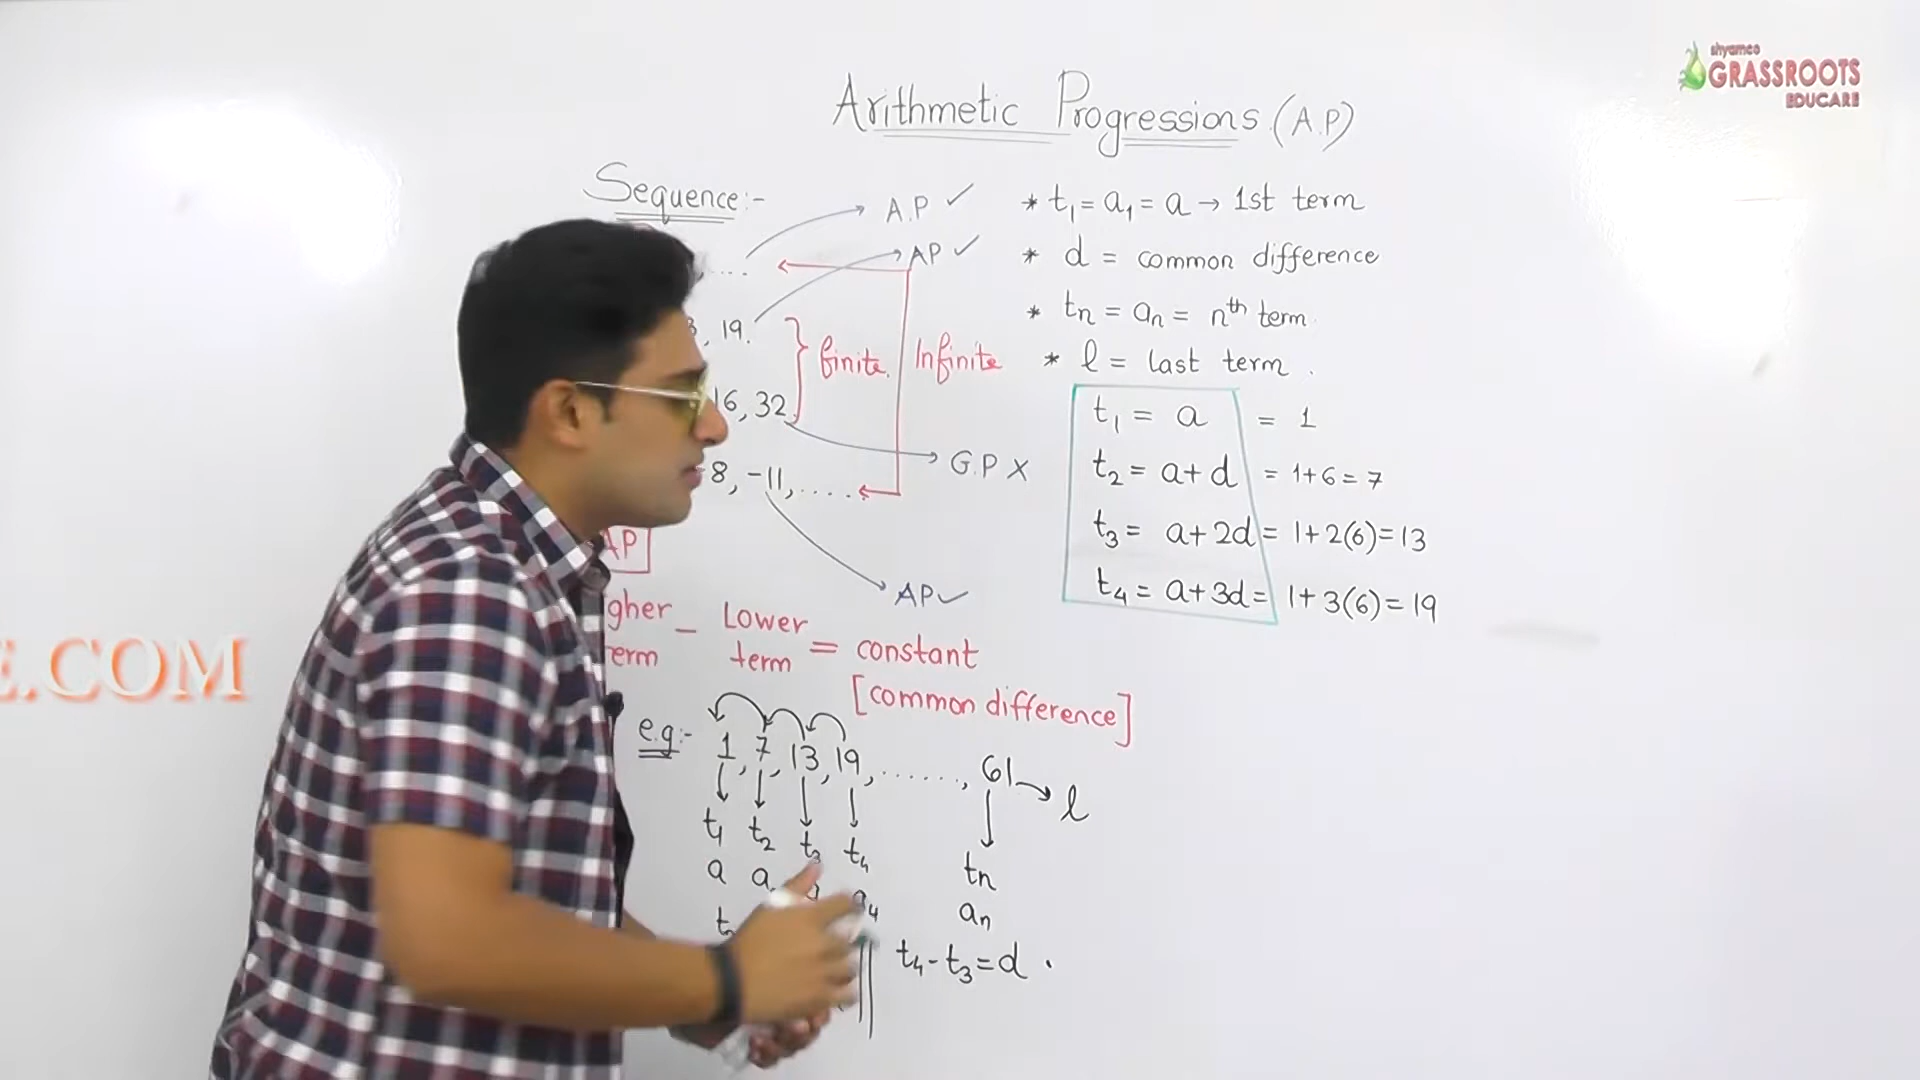 shyamco
GRASSROOTS
EDUCARE
Arithmetic Progressions (A.P)
Sequence:-
A.P ✓
AP ✓
, ....
, 19.
finite.
Infinite
16, 32
G.P X
-8, -11, ....
AP ✓
AP
Lower term = constant
[common difference]
* t₁ = a₁ = a → 1st term
* d = common difference
* tn = an = nth term
* l = last term .
t₁ = a = 1
t₂ = a+d = 1+6 = 7
t₃ = a+2d = 1+2(6) = 13
t₄ = a+3d = 1+3(6) = 19
e.g:- 1, 7, 13, 19, ......, 61 → l
t₁ t₂ t₃ t₄ tn
a a a₄ an
t₄ - t₃ = d .
E.COM